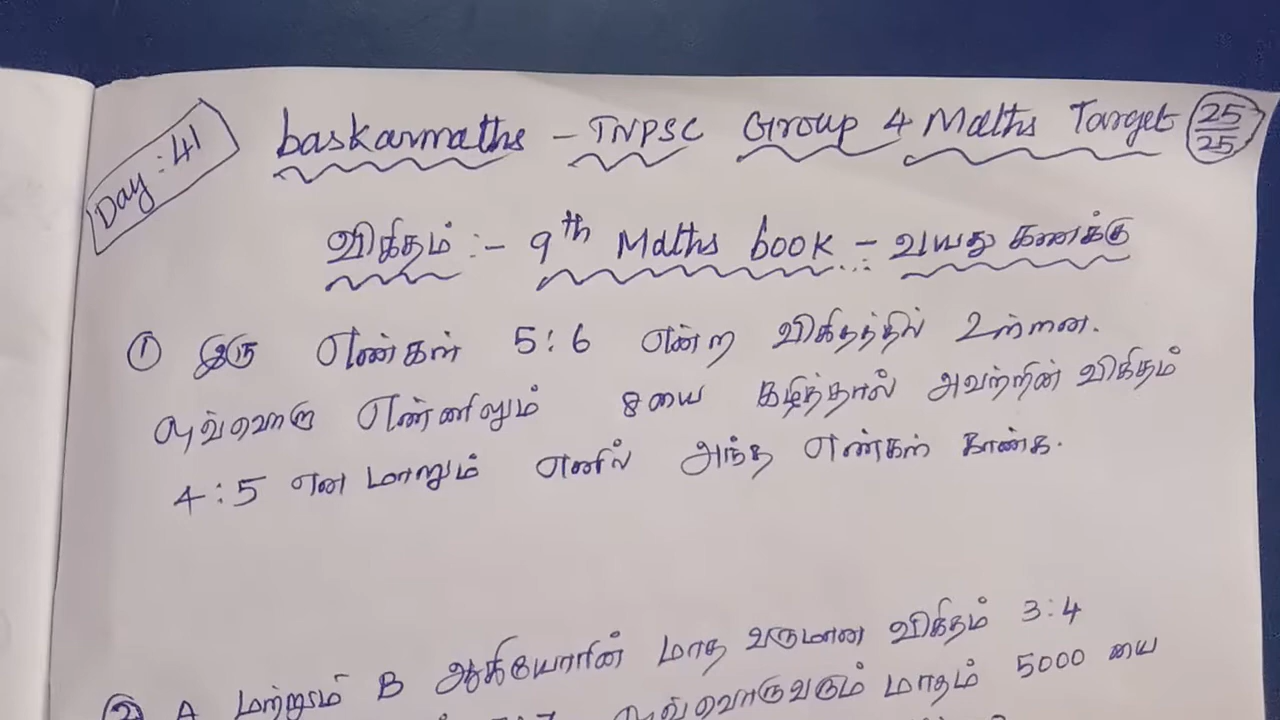 Day : 41
baskarmaths - TNPSC Group 4 Maths Target 25/25
விகிதம் :- 9th Maths book - வயது கணக்கு
① இரு எண்கள் 5:6 என்ற விகிதத்தில் உள்ளன.
ஒவ்வொரு எண்ணிலும் 8யை கழித்தால் அவற்றின் விகிதம்
4:5 என மாறும் எனில் அந்த எண்கள் காண்க.
② A மற்றும் B ஆகியோரின் மாத வருமான விகிதம் 3:4
ஒவ்வொருவரும் மாதம் 5000 யை